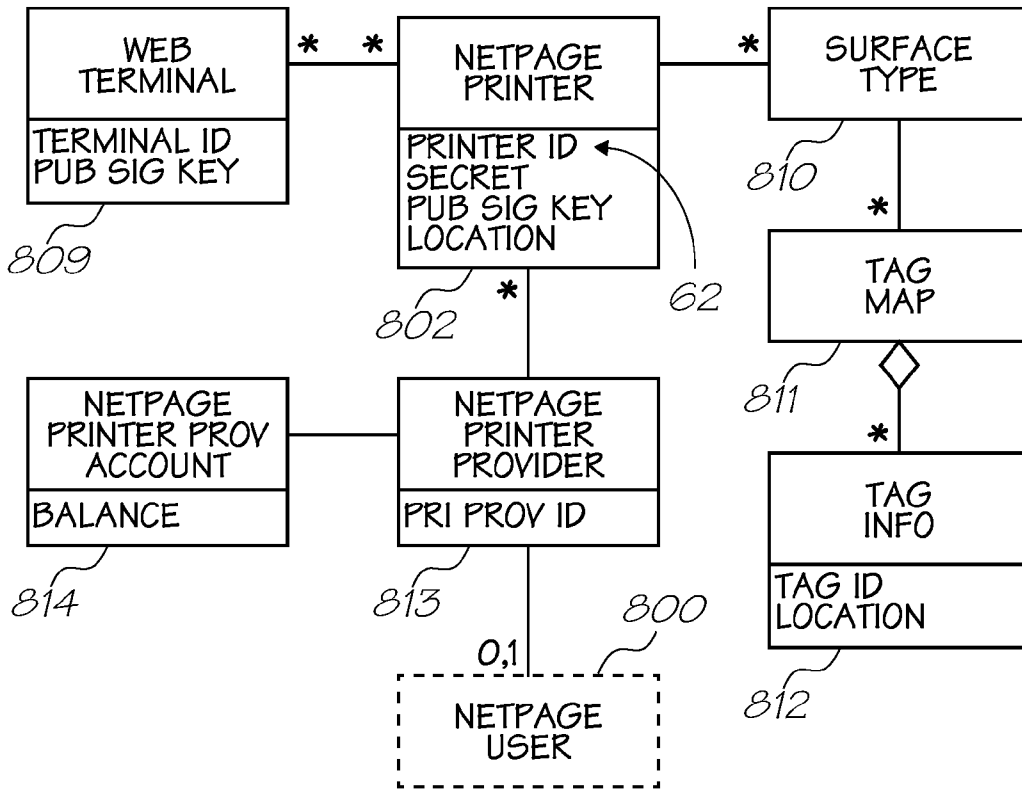 WEB
TERMINAL
TERMINAL ID
PUB SIG KEY
809
*
*
NETPAGE
PRINTER
PRINTER ID
SECRET
PUB SIG KEY
LOCATION
802
62
*
*
SURFACE
TYPE
810
*
TAG
MAP
811
*
TAG
INFO
TAG ID
LOCATION
812
NETPAGE
PRINTER PROV
ACCOUNT
BALANCE
814
NETPAGE
PRINTER
PROVIDER
PRI PROV ID
813
0,1
800
NETPAGE
USER